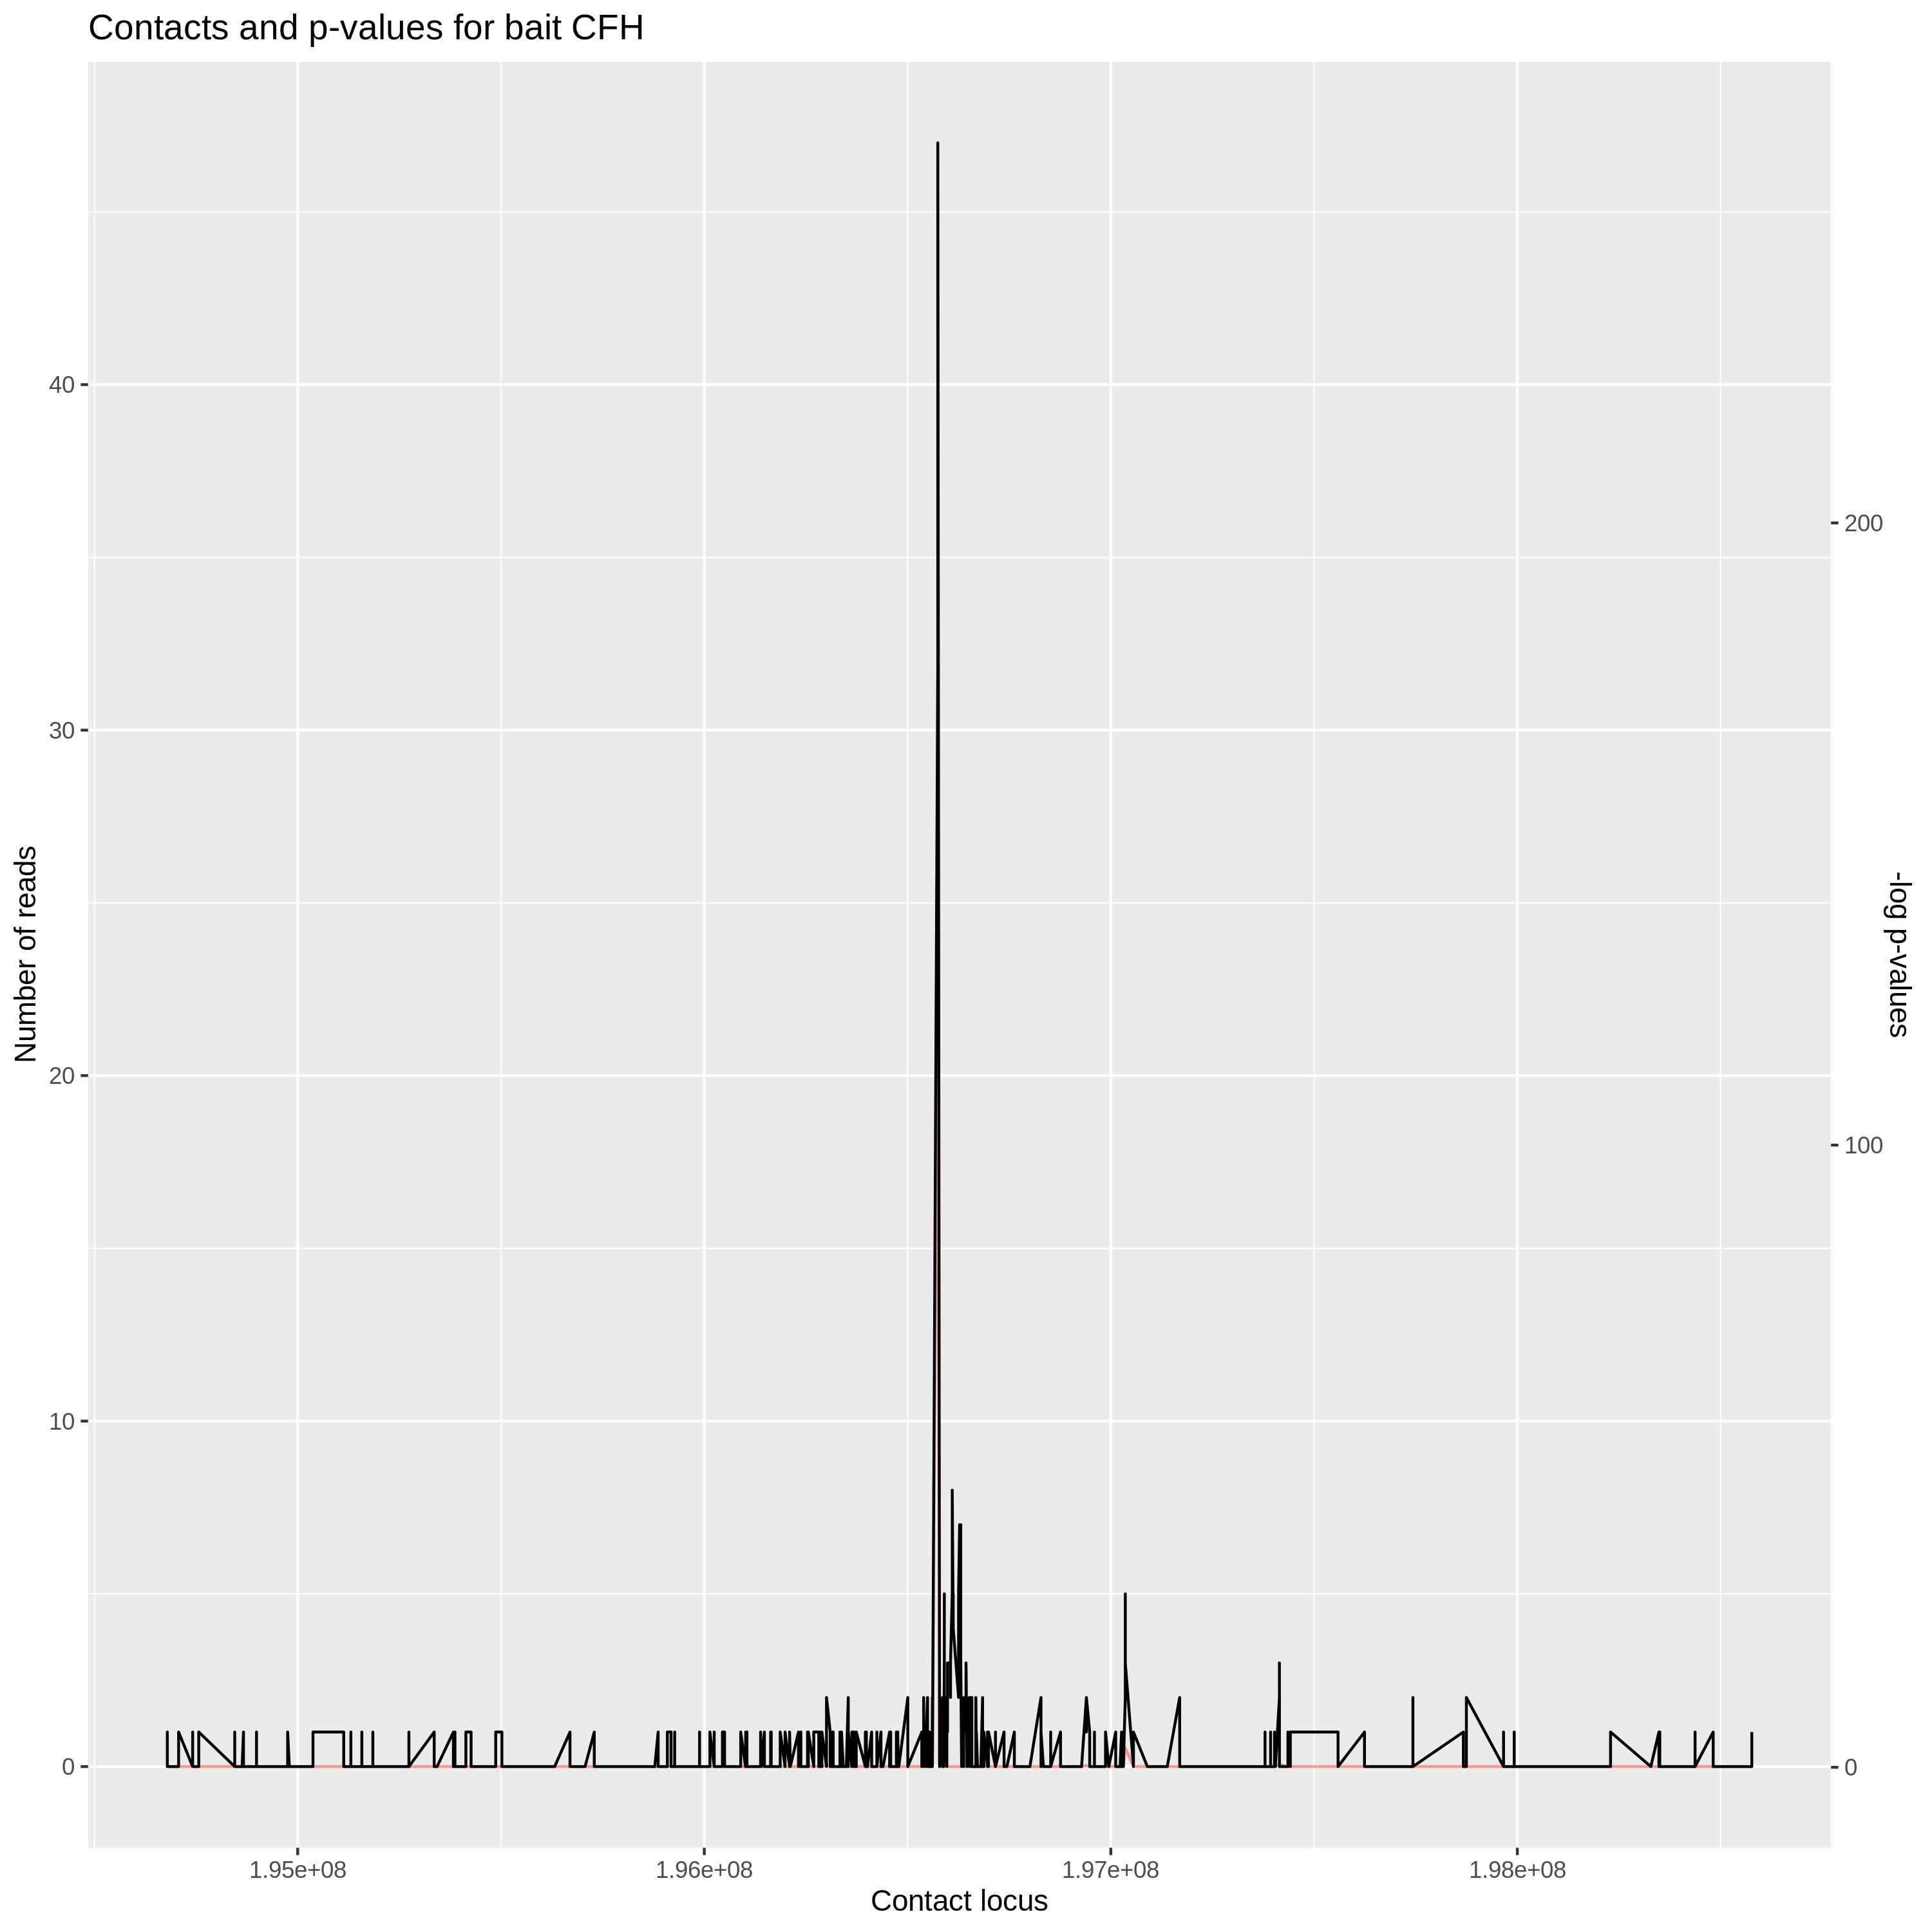 Contacts and p-values for bait CFH
40
30
20
10
0
Number of reads
200
100
0
-log p-values
1.95e+08
1.96e+08
1.97e+08
1.98e+08
Contact locus